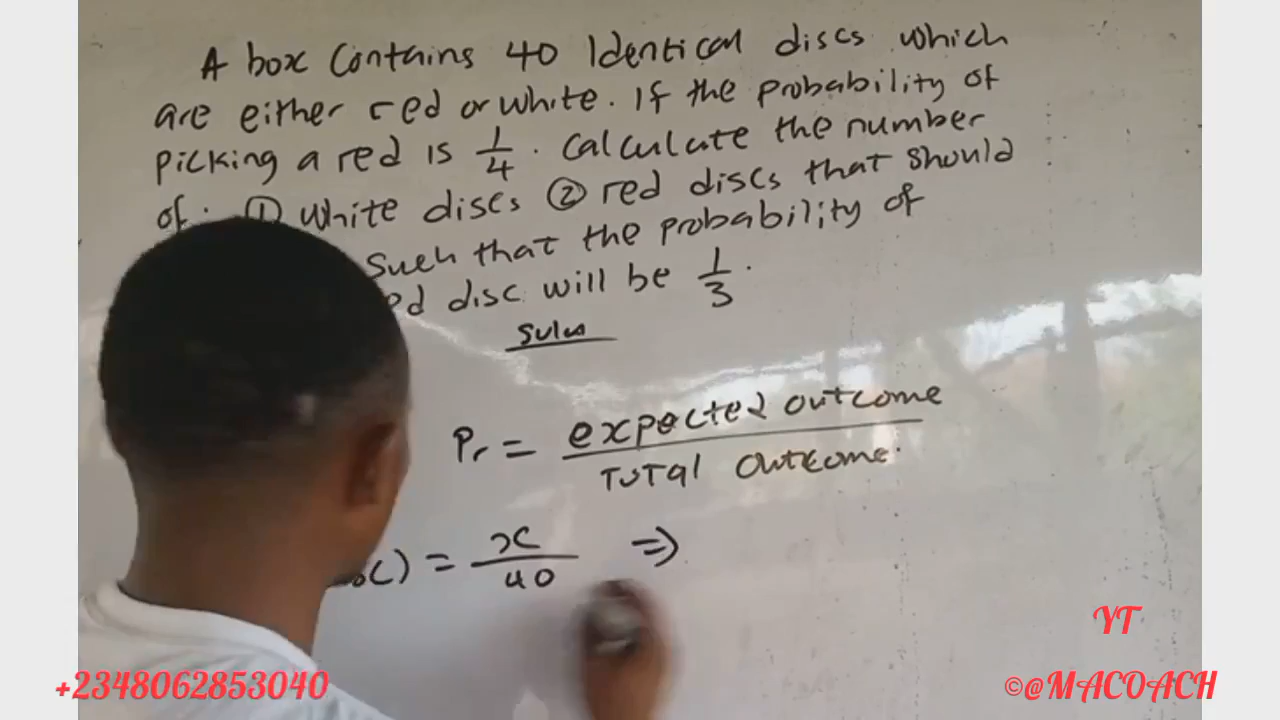 A box Contains 40 Identical discs which
are either red or white. If the probability of
picking a red is 1/4. Calculate the number
of: ① White discs ② red discs that should
Such that the probability of
disc will be 1/3.
Pr = expected outcome
Total outcome.
= x/40 ⇒
YT
+2348062853040
©@MACOACH